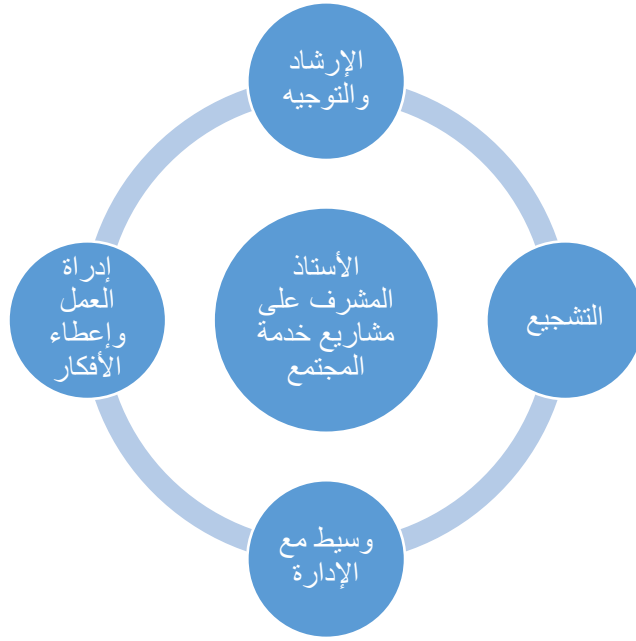 الإرشاد
والتوجيه
الأستاذ
المشرف على
مشاريع خدمة
المجتمع
التشجيع
إدراة
العمل
وإعطاء
الأفكار
وسيط مع
الإدارة